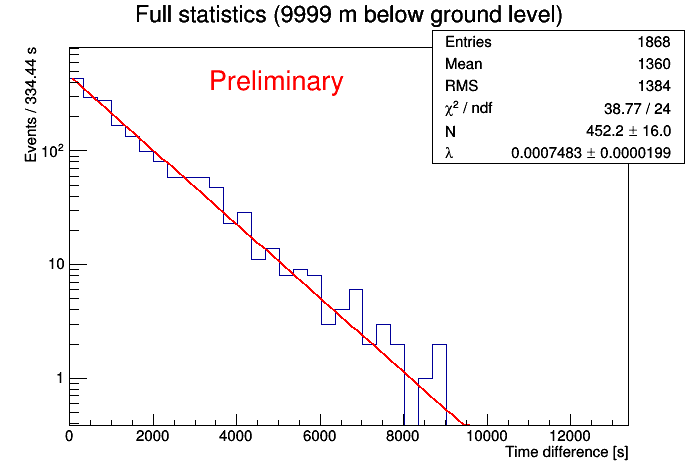 Full statistics (9999 m below ground level)
Entries 1868
Mean 1360
RMS 1384
χ² / ndf 38.77 / 24
N 452.2 ± 16.0
λ 0.0007483 ± 0.0000199
Preliminary
Events / 334.44 s
10²
10
1
0 2000 4000 6000 8000 10000 12000
Time difference [s]